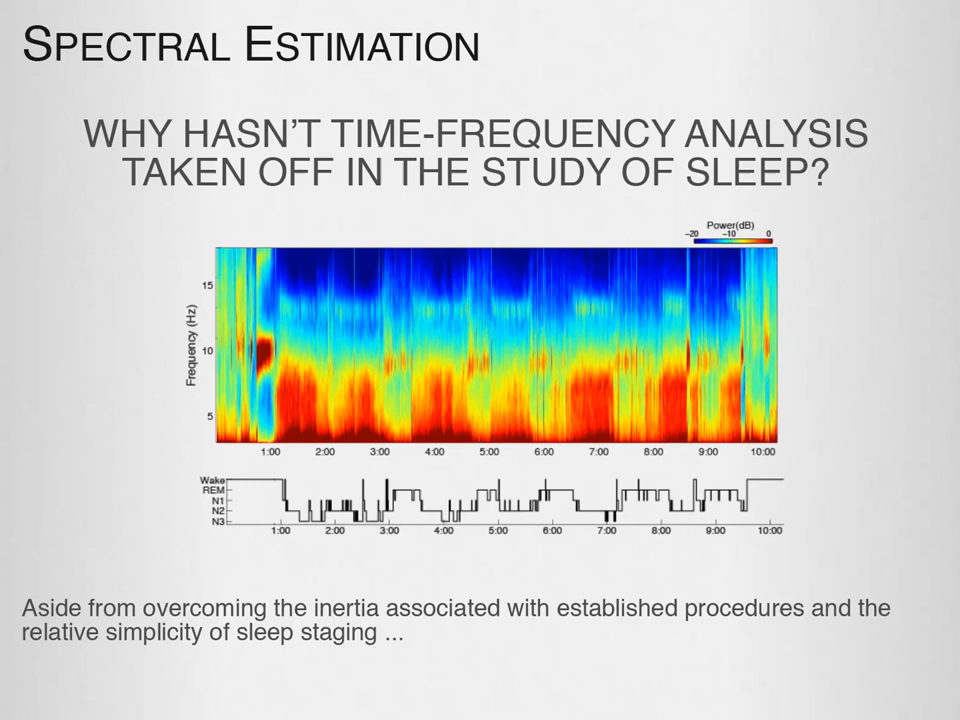 SPECTRAL ESTIMATION
WHY HASN'T TIME-FREQUENCY ANALYSIS
TAKEN OFF IN THE STUDY OF SLEEP?
Power(dB)
-20 -10 0
Frequency (Hz)
15
10
5
1:00 2:00 3:00 4:00 5:00 6:00 7:00 8:00 9:00 10:00
Wake
REM
N1
N2
N3
1:00 2:00 3:00 4:00 5:00 6:00 7:00 8:00 9:00 10:00
Aside from overcoming the inertia associated with established procedures and the
relative simplicity of sleep staging ...